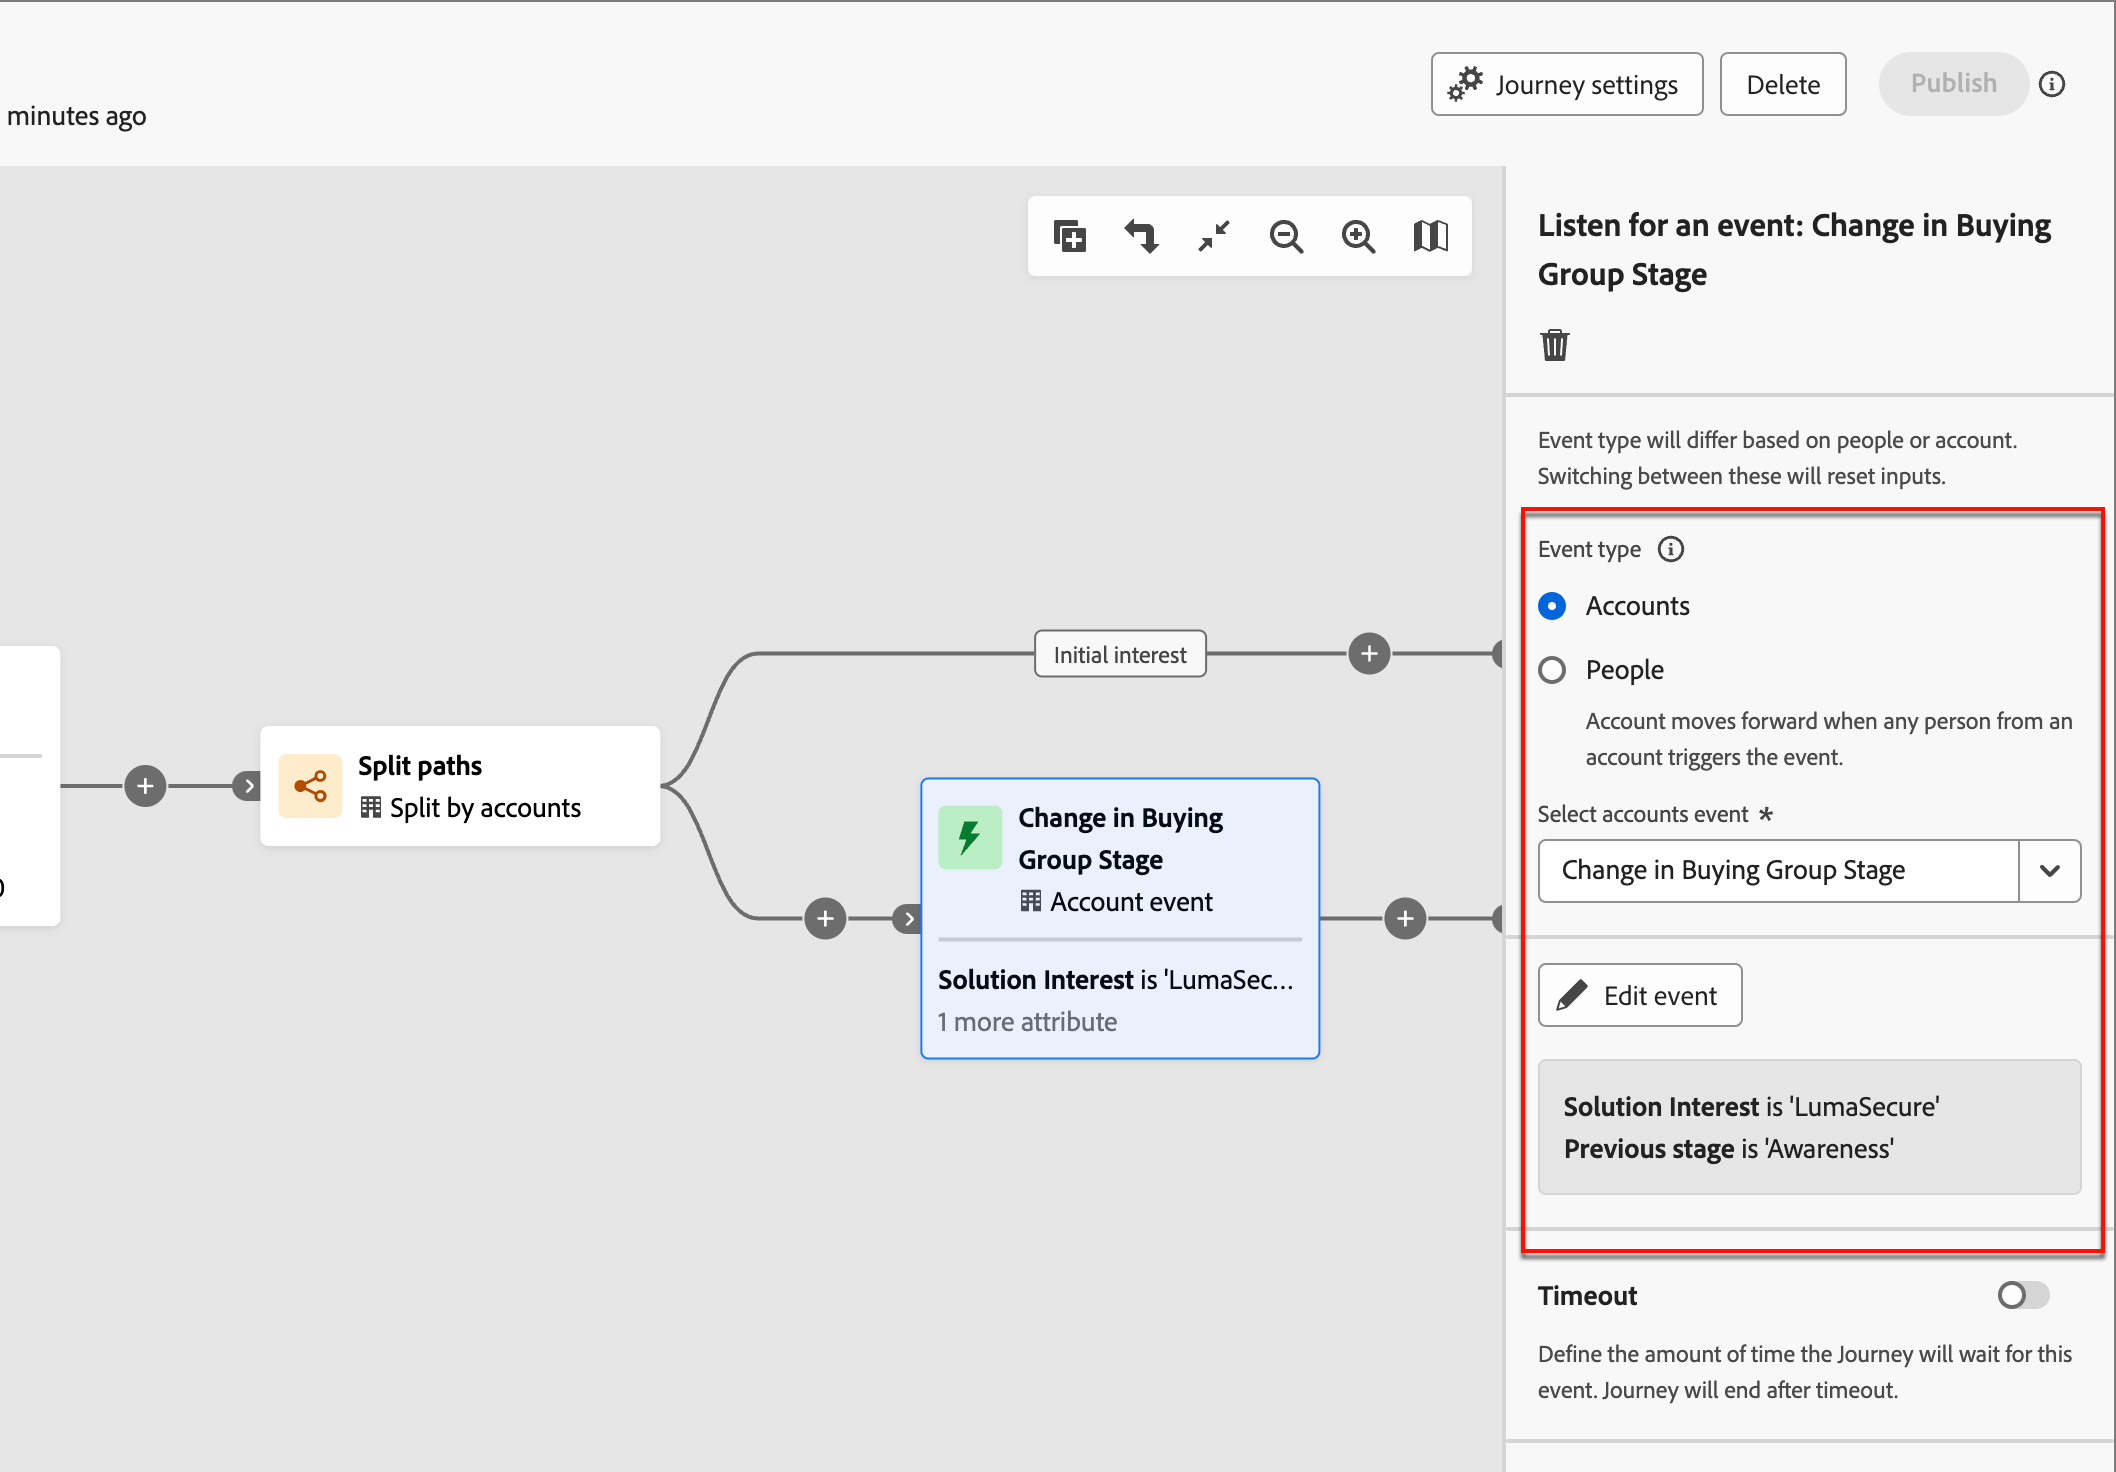 minutes ago
Journey settings
Delete
Publish
Listen for an event: Change in Buying
Group Stage
Event type will differ based on people or account.
Switching between these will reset inputs.
Event type
Accounts
People
Account moves forward when any person from an
account triggers the event.
Select accounts event *
Change in Buying Group Stage
Edit event
Solution Interest is 'LumaSecure'
Previous stage is 'Awareness'
Timeout
Define the amount of time the Journey will wait for this
event. Journey will end after timeout.
Initial interest
Split paths
Split by accounts
Change in Buying
Group Stage
Account event
Solution Interest is 'LumaSec...
1 more attribute